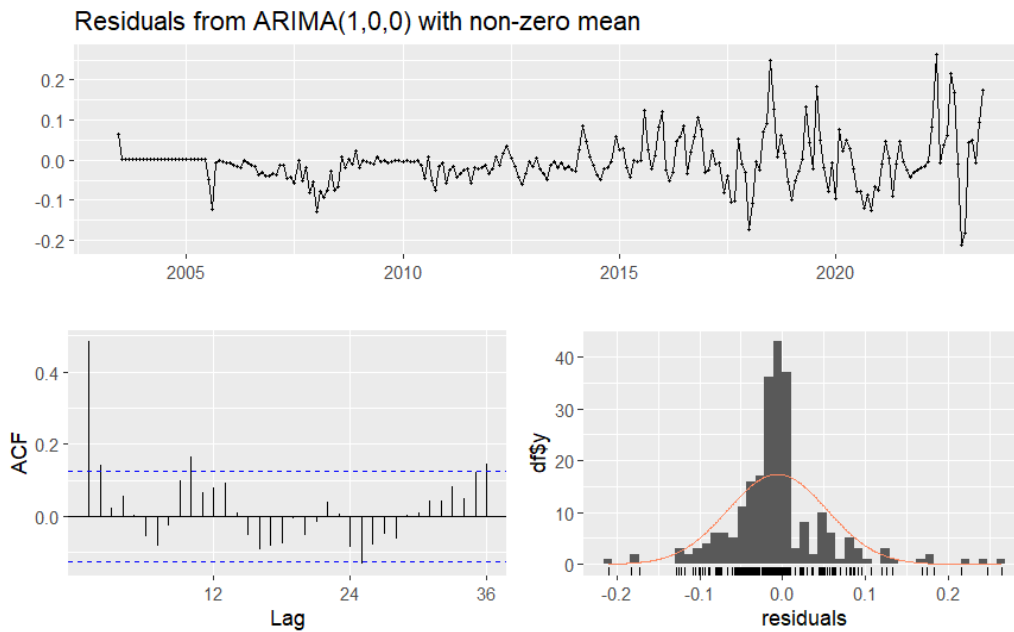 Residuals from ARIMA(1,0,0) with non-zero mean
0.2
0.1
0.0
-0.1
-0.2
2005 2010 2015 2020
ACF
0.4
0.2
0.0
12 24 36
Lag
df$y
40
30
20
10
0
-0.2 -0.1 0.0 0.1 0.2
residuals